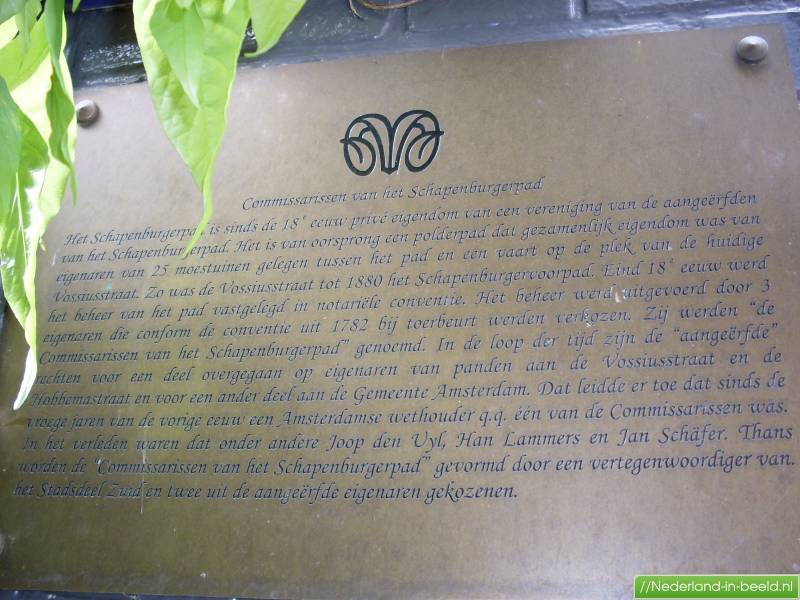 Commissarissen van het Schapenburgerpad
Het Schapenburgerpad is sinds de 18e eeuw privé eigendom van een vereniging van de aangeërfden
van het Schapenburgerpad. Het is van oorsprong een polderpad dat gezamenlijk eigendom was van
eigenaren van 25 moestuinen gelegen tussen het pad en een vaart op de plek van de huidige
Vossiusstraat. Zo was de Vossiusstraat tot 1880 het Schapenburgervoorpad. Eind 18e eeuw werd
het beheer van het pad vastgelegd in notariële conventie. Het beheer werd uitgevoerd door 3
eigenaren die conform de conventie uit 1782 bij toerbeurt werden verkozen. Zij werden "de
Commissarissen van het Schapenburgerpad" genoemd. In de loop der tijd zijn de "aangeërfde"
rechten voor een deel overgegaan op eigenaren van panden aan de Vossiusstraat en de
Hobbemastraat en voor een ander deel aan de Gemeente Amsterdam. Dat leidde er toe dat sinds de
vroege jaren van de vorige eeuw een Amsterdamse wethouder q.q. één van de Commissarissen was.
In het verleden waren dat onder andere Joop den Uyl, Han Lammers en Jan Schäfer. Thans
worden de "Commissarissen van het Schapenburgerpad" gevormd door een vertegenwoordiger van
het Stadsdeel Zuid en twee uit de aangeërfde eigenaren gekozenen.
//Nederland-in-beeld.nl